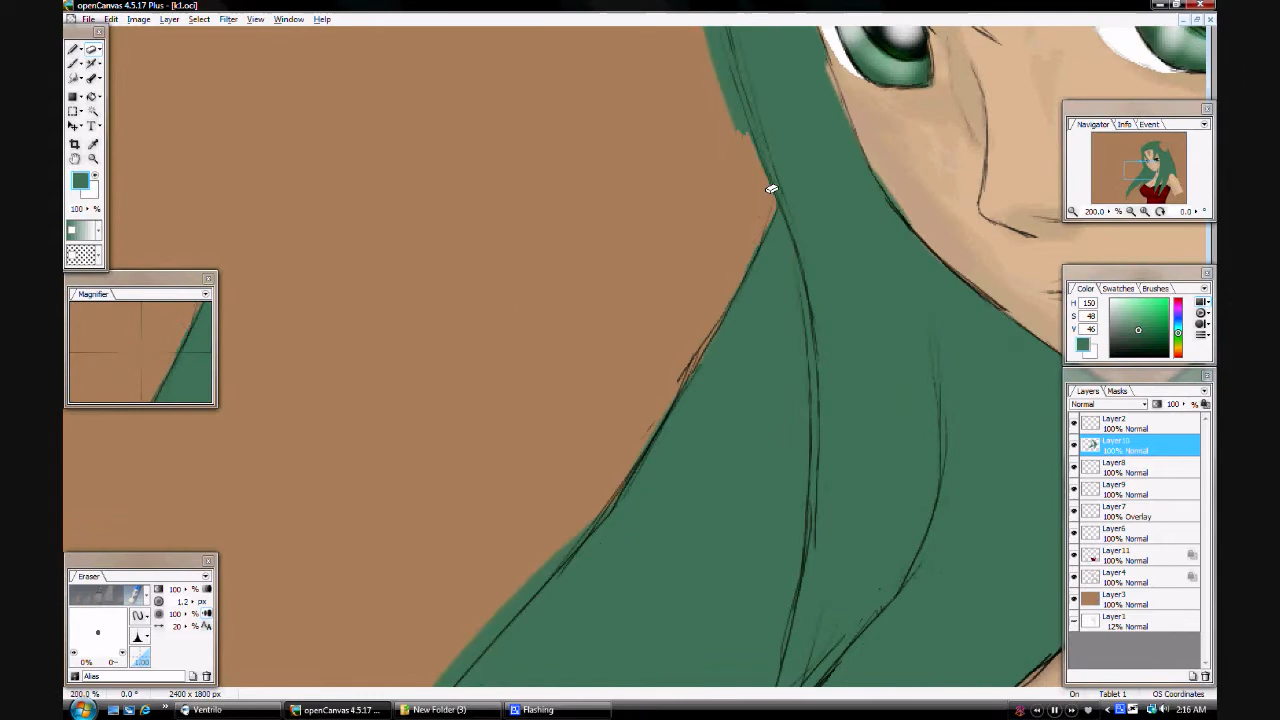 openCanvas 4.5.17 Plus - [k1.oci]
File Edit Image Layer Select Filter View Window Help
T
100 %
Navigator Info Event
200.0 % 0.0 °
Magnifier
Color Swatches Brushes
H 150
S 48
V 46
Layers Masks
Normal 100 %
Layer2
100% Normal
Layer10
100% Normal
Layer8
100% Normal
Layer9
100% Normal
Layer7
100% Overlay
Layer6
100% Normal
Layer11
100% Normal
Layer4
100% Normal
Layer3
100% Normal
Layer1
12% Normal
Eraser
100 %
1.2 px
100 %
20 %
0% 0
Alias
200.0 % 0.0 ° 2400 x 1800 px On Tablet 1 OS Coordinates
Ventrilo openCanvas 4.5.17 ... New Folder (3) Flashing 2:16 AM